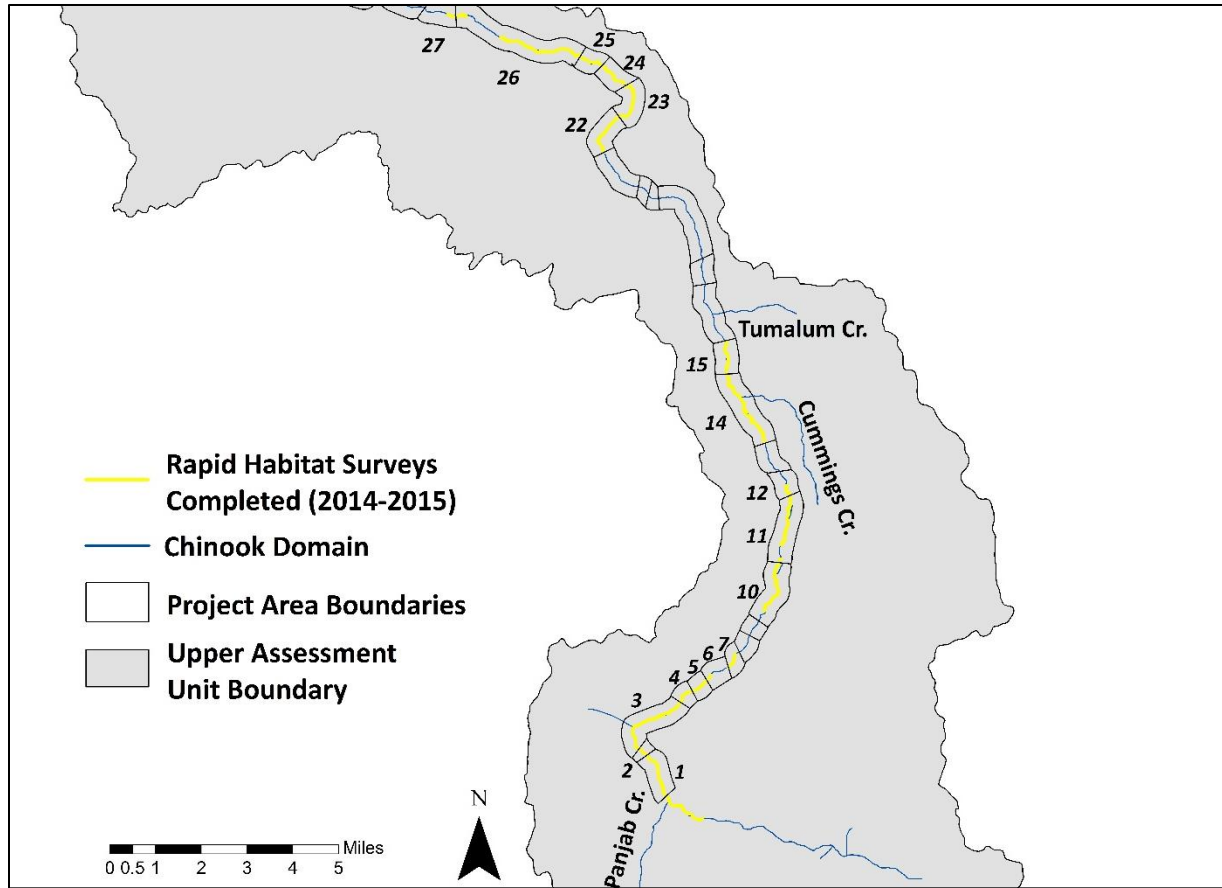 25
27
24
26
23
22
Tumalum Cr.
15
14
Cummings Cr.
Rapid Habitat Surveys
Completed (2014-2015)
12
Chinook Domain
11
10
Project Area Boundaries
7
6
5
4
Upper Assessment
Unit Boundary
3
2
1
Panjab Cr.
N
Miles
0 0.5 1 2 3 4 5